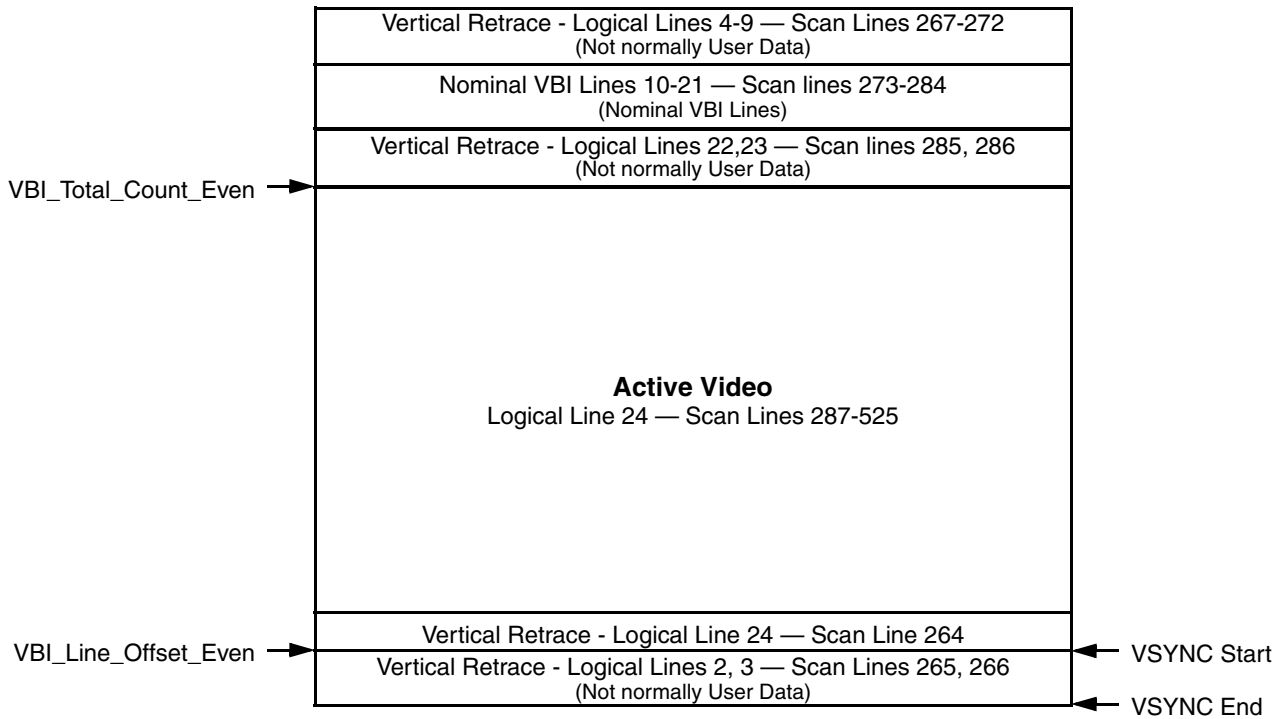 Vertical Retrace - Logical Lines 4-9 — Scan Lines 267-272
(Not normally User Data)
Nominal VBI Lines 10-21 — Scan lines 273-284
(Nominal VBI Lines)
Vertical Retrace - Logical Lines 22,23 — Scan lines 285, 286
(Not normally User Data)
VBI_Total_Count_Even
Active Video
Logical Line 24 — Scan Lines 287-525
Vertical Retrace - Logical Line 24 — Scan Line 264
VBI_Line_Offset_Even
VSYNC Start
Vertical Retrace - Logical Lines 2, 3 — Scan Lines 265, 266
(Not normally User Data)
VSYNC End